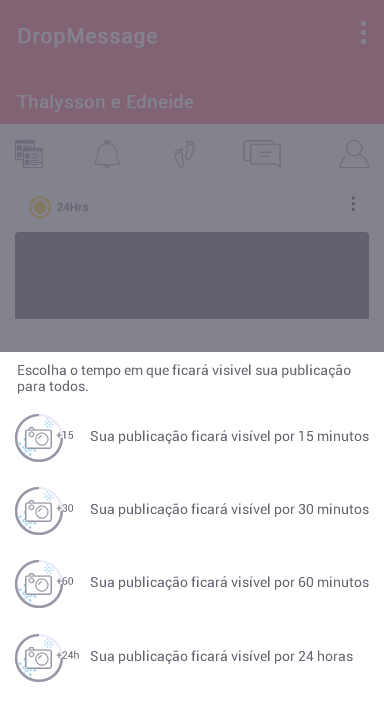 DropMessage
Thalysson e Edneide
24Hrs
Escolha o tempo em que ficará visivel sua publicação
para todos.
+15 Sua publicação ficará visível por 15 minutos
+30 Sua publicação ficará visível por 30 minutos
+60 Sua publicação ficará visível por 60 minutos
+24h Sua publicação ficará visível por 24 horas